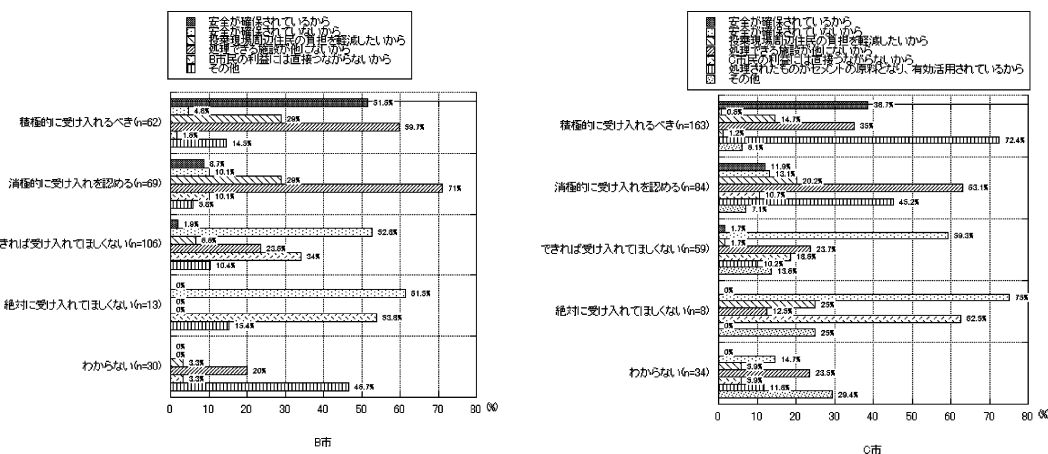 安全が確保されているから
安全が確保されていないから
投棄現場周辺住民の負担を軽減したいから
処理できる施設が他にないから
B市民の利益には直接つながらないから
その他
積極的に受け入れるべき(n=62)
51.6%
4.8%
29%
59.7%
1.6%
14.5%
消極的に受け入れを認める(n=69)
8.7%
10.1%
29%
71%
10.1%
5.8%
きれば受け入れてほしくない(n=106)
1.9%
52.8%
6.6%
23.6%
34%
10.4%
絶対に受け入れてほしくない(n=13)
0%
61.5%
0%
0%
53.8%
15.4%
わからない(n=30)
0%
0%
3.3%
20%
3.3%
46.7%
0 10 20 30 40 50 60 70 80 (%)
B市
安全が確保されているから
安全が確保されていないから
投棄現場周辺住民の負担を軽減したいから
処理できる施設が他にないから
C市民の利益には直接つながらないから
処理されたものがセメントの原料となり、有効活用されているから
その他
積極的に受け入れるべき(n=163)
38.7%
0.6%
14.7%
35%
1.2%
72.4%
6.1%
消極的に受け入れを認める(n=84)
11.9%
13.1%
20.2%
63.1%
10.7%
45.2%
7.1%
できれば受け入れてほしくない(n=59)
1.7%
59.3%
1.7%
23.7%
18.6%
10.2%
13.6%
絶対に受け入れてほしくない(n=8)
0%
75%
25%
12.5%
62.5%
0%
25%
わからない(n=34)
0%
14.7%
5.9%
23.5%
5.9%
11.8%
29.4%
0 10 20 30 40 50 60 70 80 (%)
C市